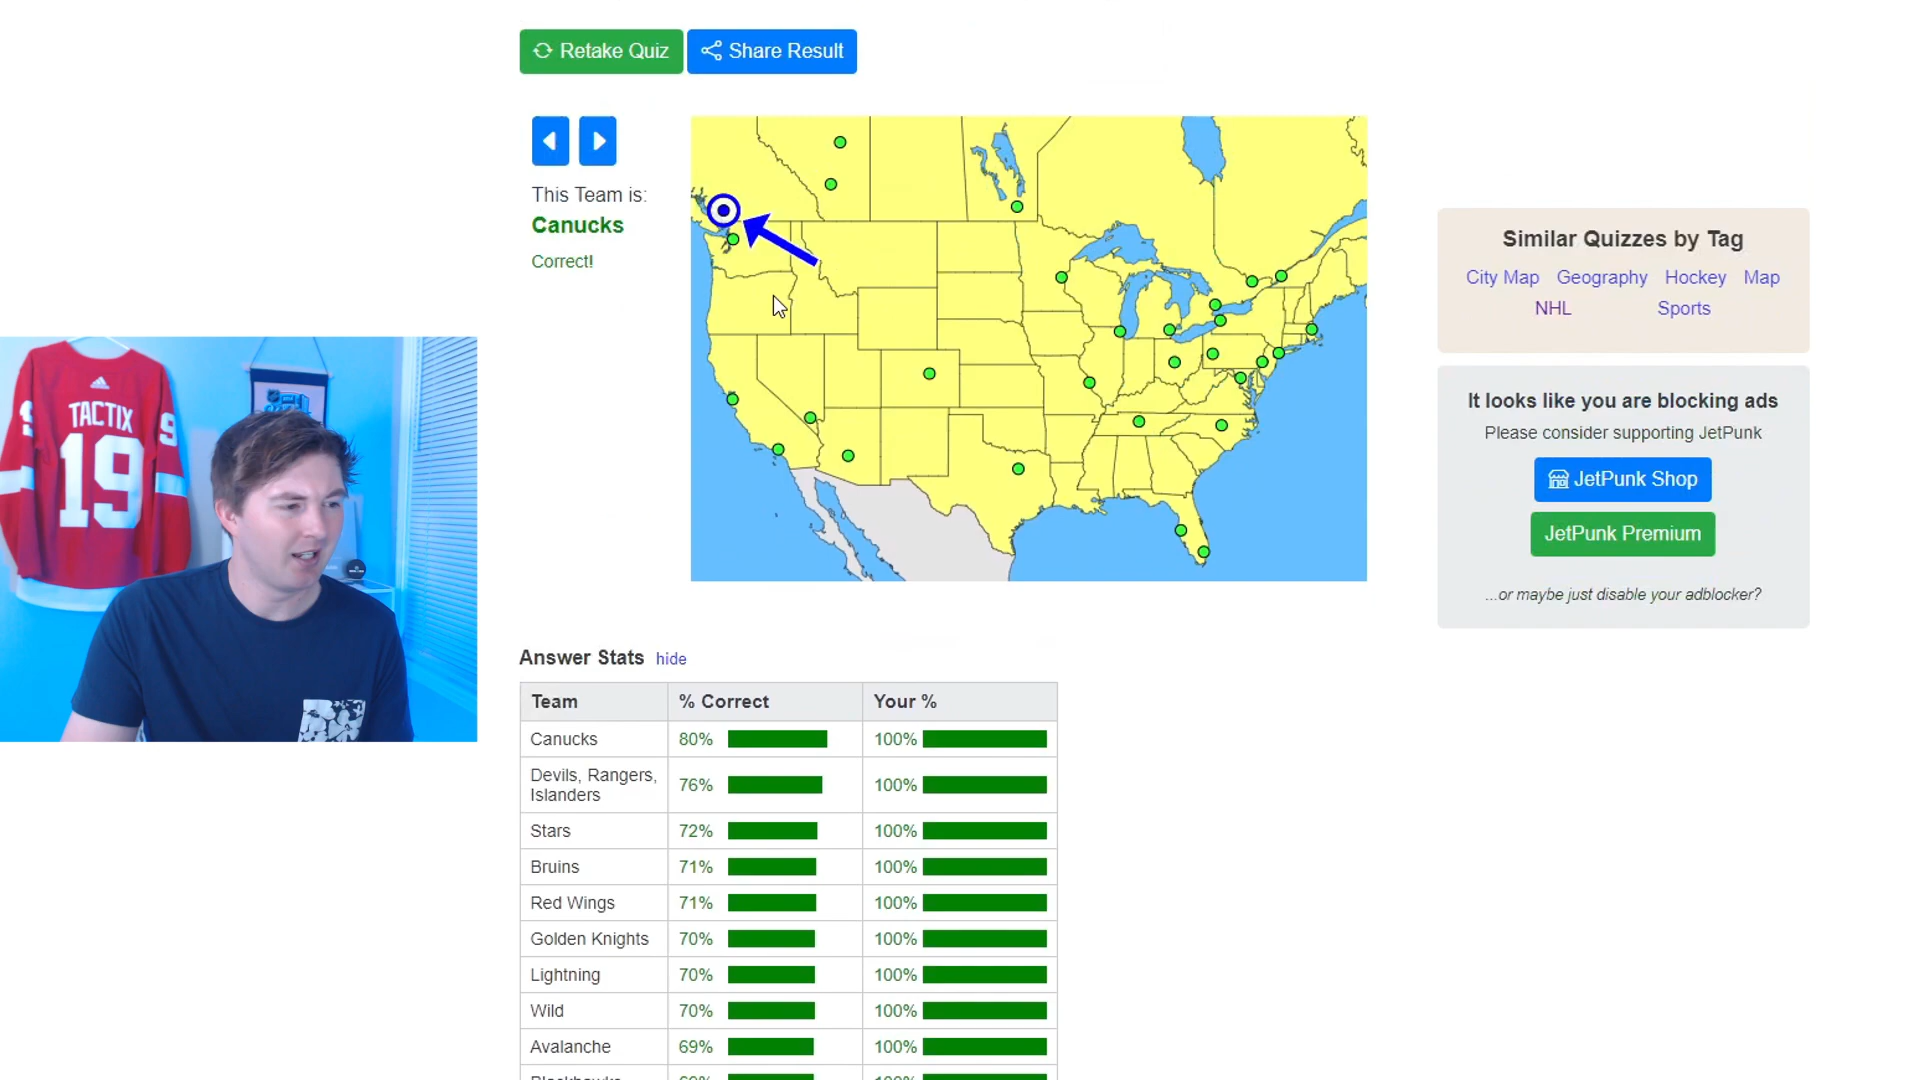 Retake Quiz
Share Result
This Team is:
Canucks
Correct!
Similar Quizzes by Tag
City Map Geography Hockey Map
NHL Sports
It looks like you are blocking ads
Please consider supporting JetPunk
JetPunk Shop
JetPunk Premium
...or maybe just disable your adblocker?
TACTIX
19
9
9
Answer Stats hide
Team % Correct Your %
Canucks 80% 100%
Devils, Rangers,
Islanders 76% 100%
Stars 72% 100%
Bruins 71% 100%
Red Wings 71% 100%
Golden Knights 70% 100%
Lightning 70% 100%
Wild 70% 100%
Avalanche 69% 100%